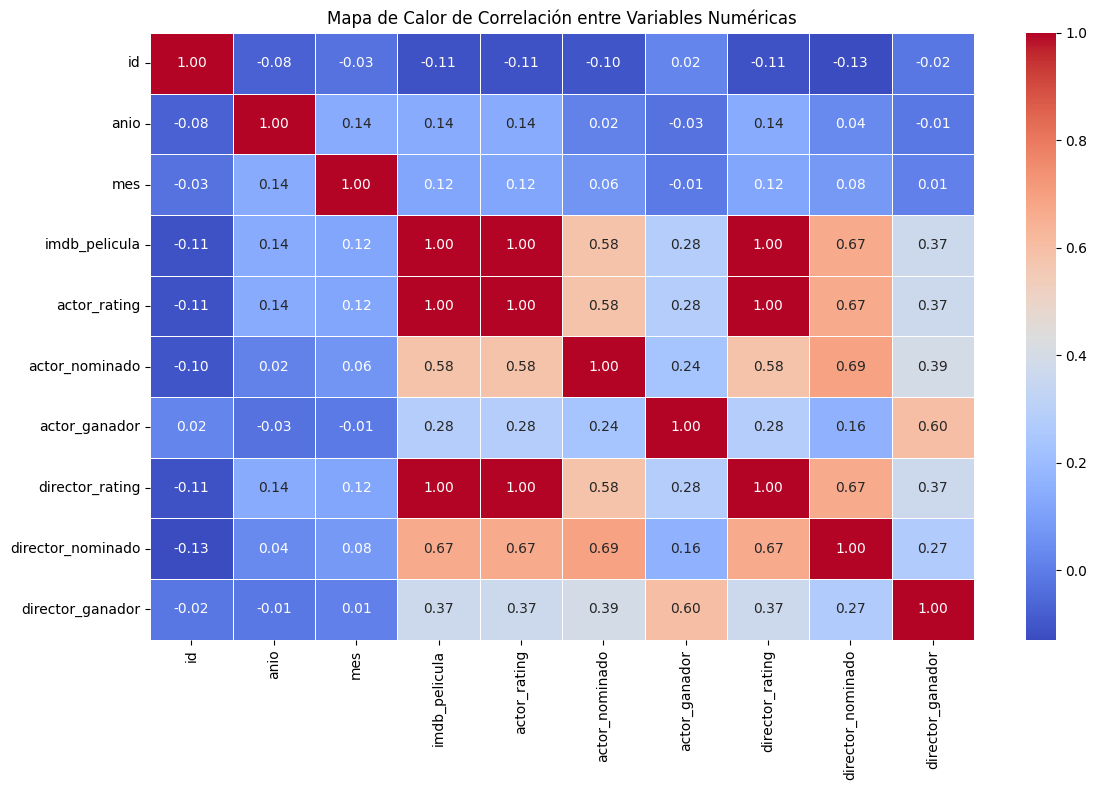 Mapa de Calor de Correlación entre Variables Numéricas
id 1.00 -0.08 -0.03 -0.11 -0.11 -0.10 0.02 -0.11 -0.13 -0.02
anio -0.08 1.00 0.14 0.14 0.14 0.02 -0.03 0.14 0.04 -0.01
mes -0.03 0.14 1.00 0.12 0.12 0.06 -0.01 0.12 0.08 0.01
imdb_pelicula -0.11 0.14 0.12 1.00 1.00 0.58 0.28 1.00 0.67 0.37
actor_rating -0.11 0.14 0.12 1.00 1.00 0.58 0.28 1.00 0.67 0.37
actor_nominado -0.10 0.02 0.06 0.58 0.58 1.00 0.24 0.58 0.69 0.39
actor_ganador 0.02 -0.03 -0.01 0.28 0.28 0.24 1.00 0.28 0.16 0.60
director_rating -0.11 0.14 0.12 1.00 1.00 0.58 0.28 1.00 0.67 0.37
director_nominado -0.13 0.04 0.08 0.67 0.67 0.69 0.16 0.67 1.00 0.27
director_ganador -0.02 -0.01 0.01 0.37 0.37 0.39 0.60 0.37 0.27 1.00
id anio mes imdb_pelicula actor_rating actor_nominado actor_ganador director_rating director_nominado director_ganador
1.0
0.8
0.6
0.4
0.2
0.0